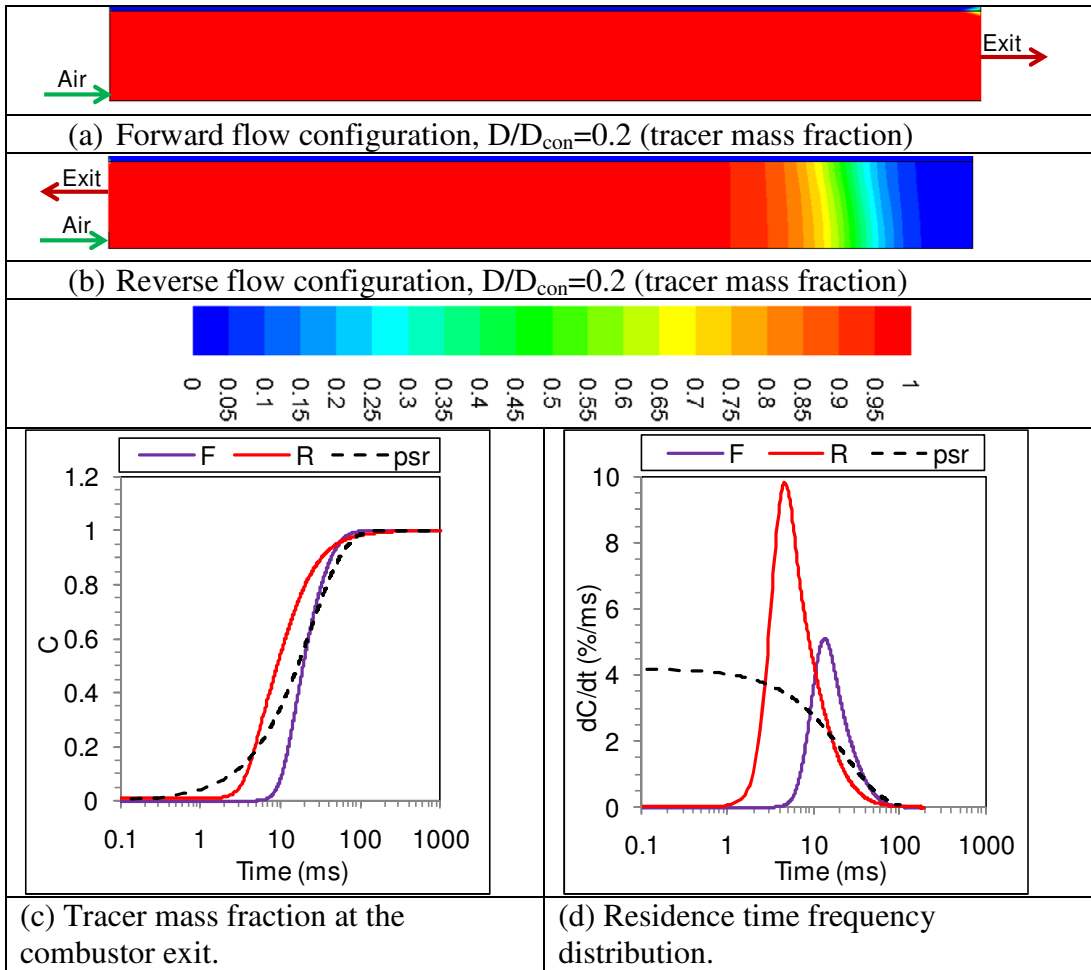 Air
Exit
(a) Forward flow configuration, D/Dcon=0.2 (tracer mass fraction)
Exit
Air
(b) Reverse flow configuration, D/Dcon=0.2 (tracer mass fraction)
0 0.05 0.1 0.15 0.2 0.25 0.3 0.35 0.4 0.45 0.5 0.55 0.6 0.65 0.7 0.75 0.8 0.85 0.9 0.95 1
F R psr
1.2
1
0.8
0.6
0.4
0.2
0
C
0.1 1 10 100 1000
Time (ms)
(c) Tracer mass fraction at the
combustor exit.
F R psr
10
8
6
4
2
0
dC/dt (%/ms)
0.1 1 10 100 1000
Time (ms)
(d) Residence time frequency
distribution.